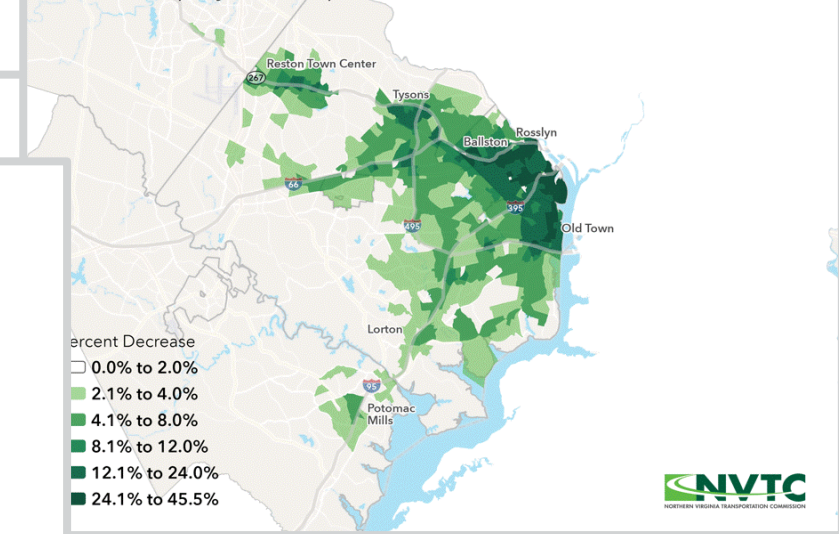 Reston Town Center
267
Tysons
Rosslyn
Ballston
66
395
495
Old Town
Lorton
ercent Decrease
0.0% to 2.0%
2.1% to 4.0%
95
4.1% to 8.0%
Potomac
Mills
8.1% to 12.0%
12.1% to 24.0%
24.1% to 45.5%
NVTC
NORTHERN VIRGINIA TRANSPORTATION COMMISSION